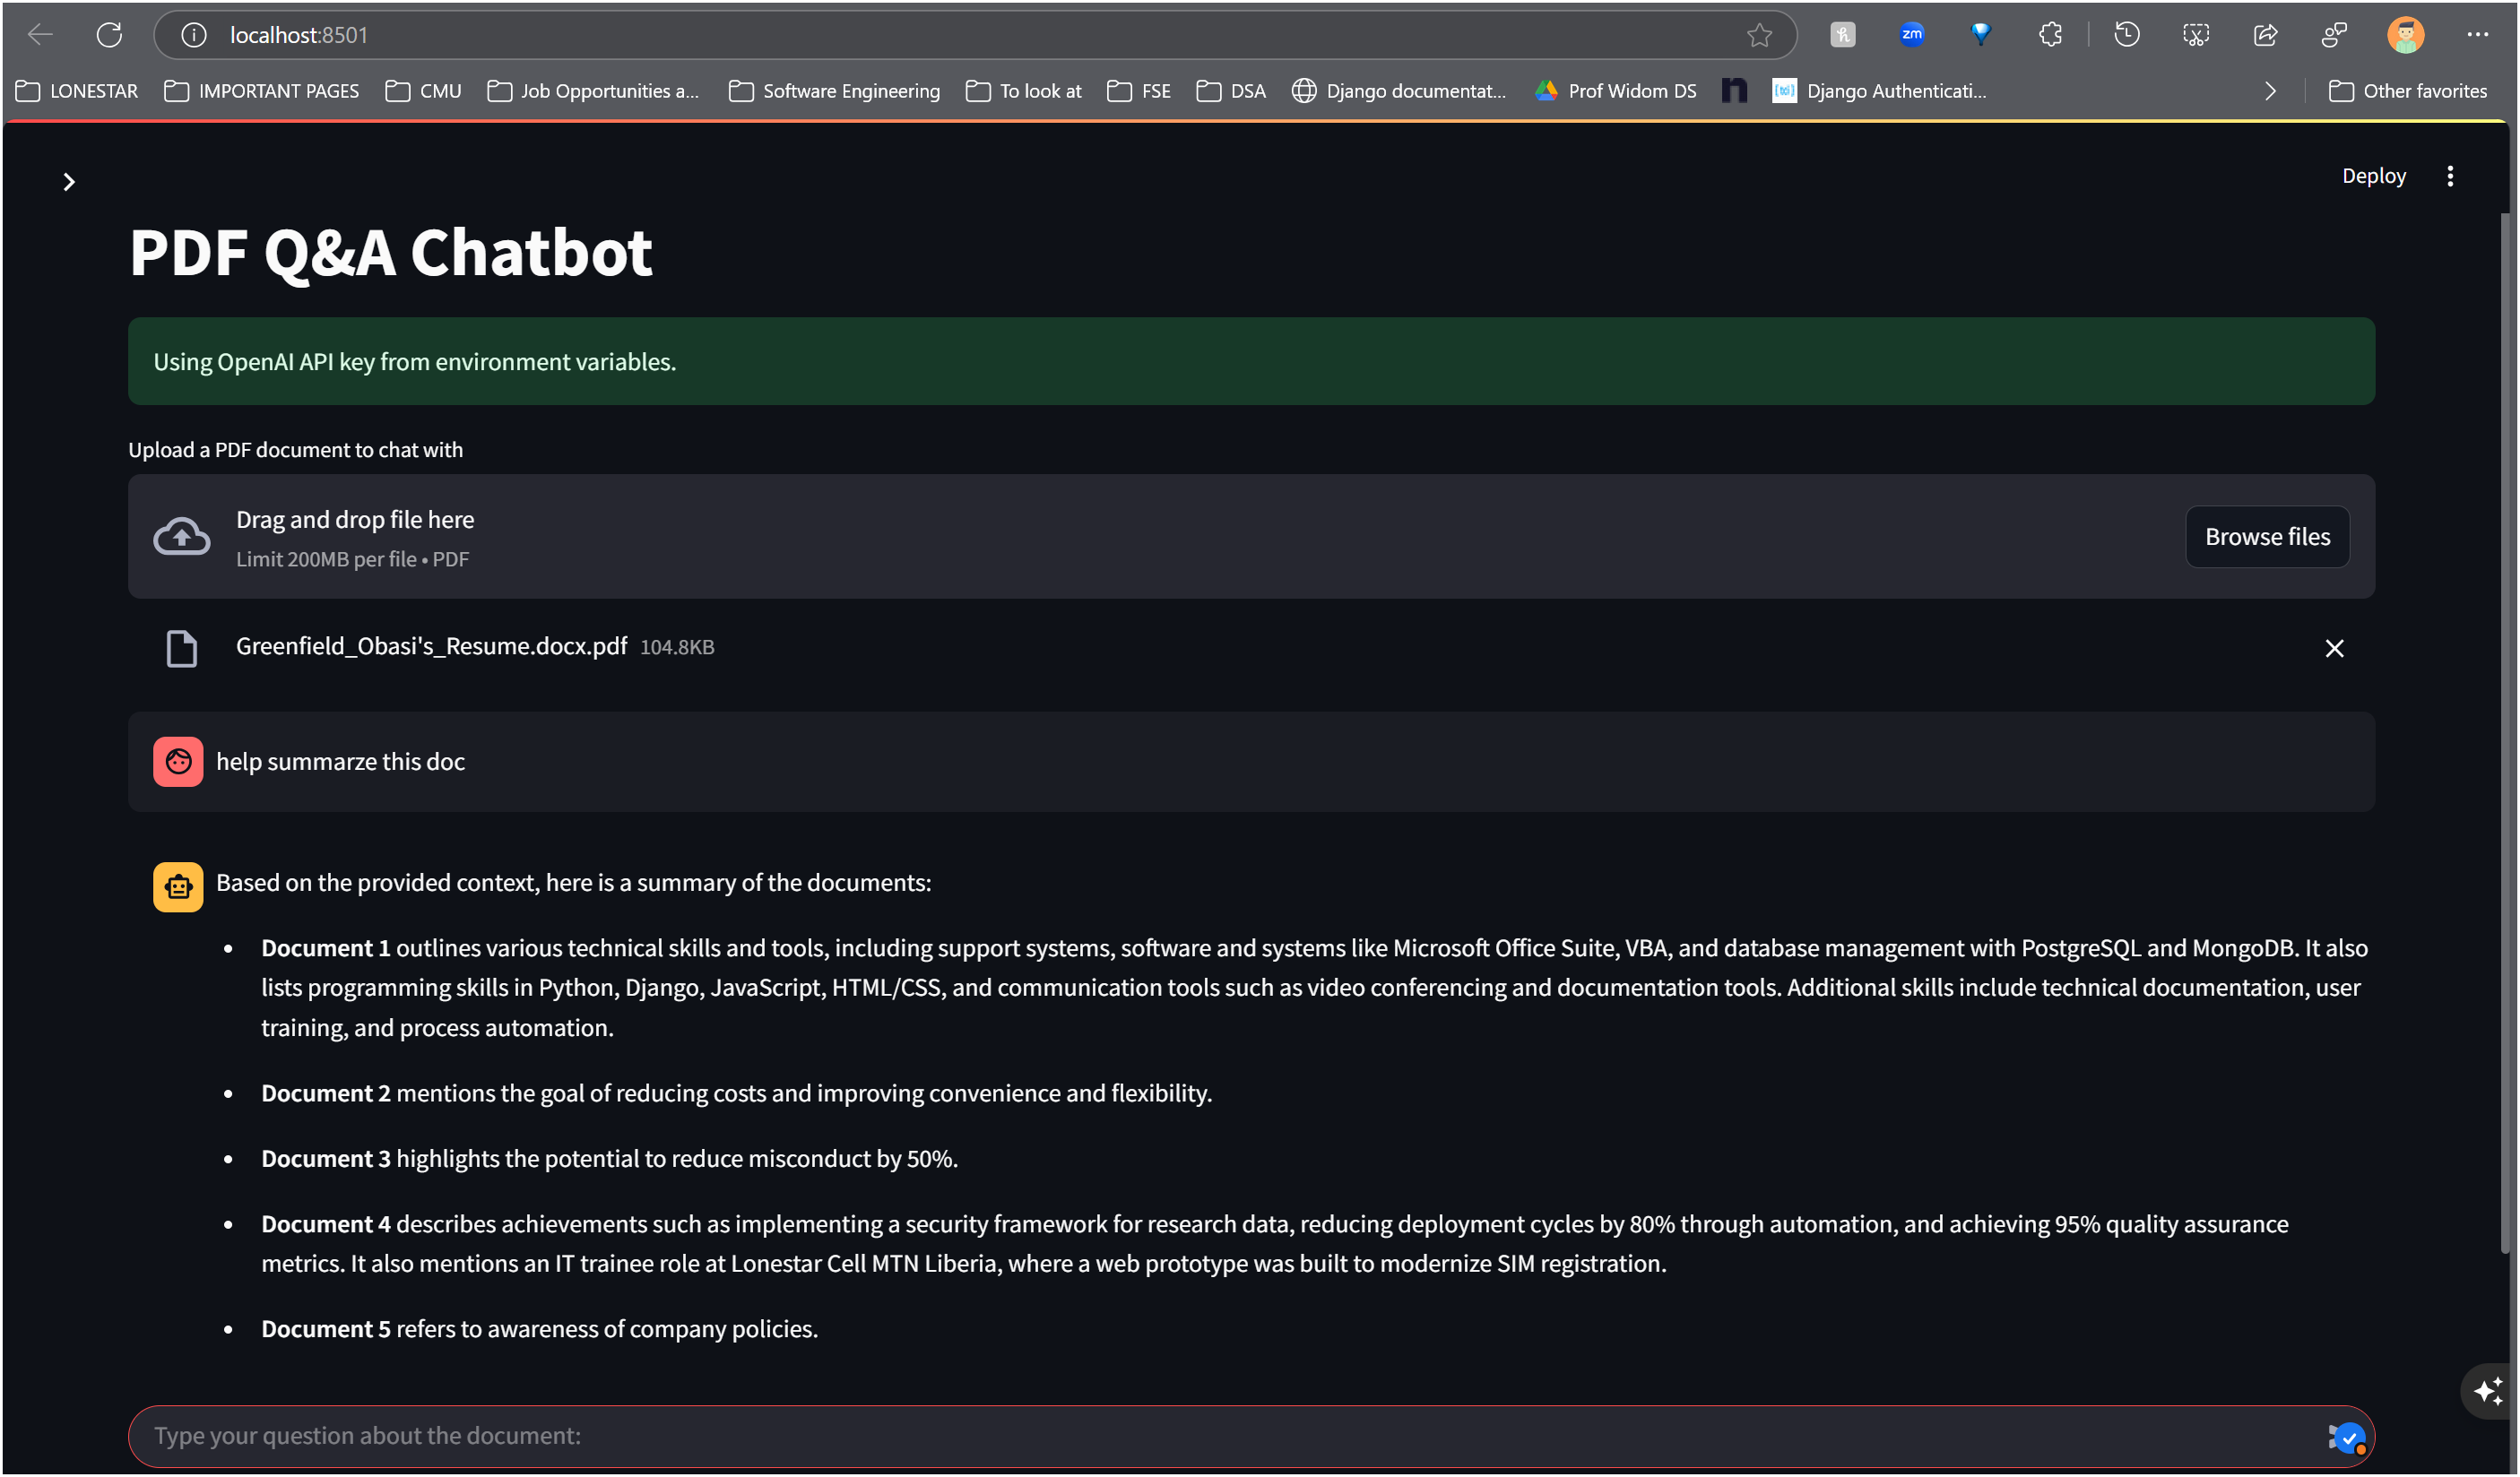 localhost:8501
zm
LONESTAR IMPORTANT PAGES CMU Job Opportunities a... Software Engineering To look at FSE DSA Django documentat... Prof Widom DS Django Authenticati... Other favorites
Deploy
PDF Q&A Chatbot
Using OpenAI API key from environment variables.
Upload a PDF document to chat with
Drag and drop file here
Limit 200MB per file • PDF
Browse files
Greenfield_Obasi's_Resume.docx.pdf 104.8KB
help summarze this doc
Based on the provided context, here is a summary of the documents:
• Document 1 outlines various technical skills and tools, including support systems, software and systems like Microsoft Office Suite, VBA, and database management with PostgreSQL and MongoDB. It also
lists programming skills in Python, Django, JavaScript, HTML/CSS, and communication tools such as video conferencing and documentation tools. Additional skills include technical documentation, user
training, and process automation.
• Document 2 mentions the goal of reducing costs and improving convenience and flexibility.
• Document 3 highlights the potential to reduce misconduct by 50%.
• Document 4 describes achievements such as implementing a security framework for research data, reducing deployment cycles by 80% through automation, and achieving 95% quality assurance
metrics. It also mentions an IT trainee role at Lonestar Cell MTN Liberia, where a web prototype was built to modernize SIM registration.
• Document 5 refers to awareness of company policies.
Type your question about the document: